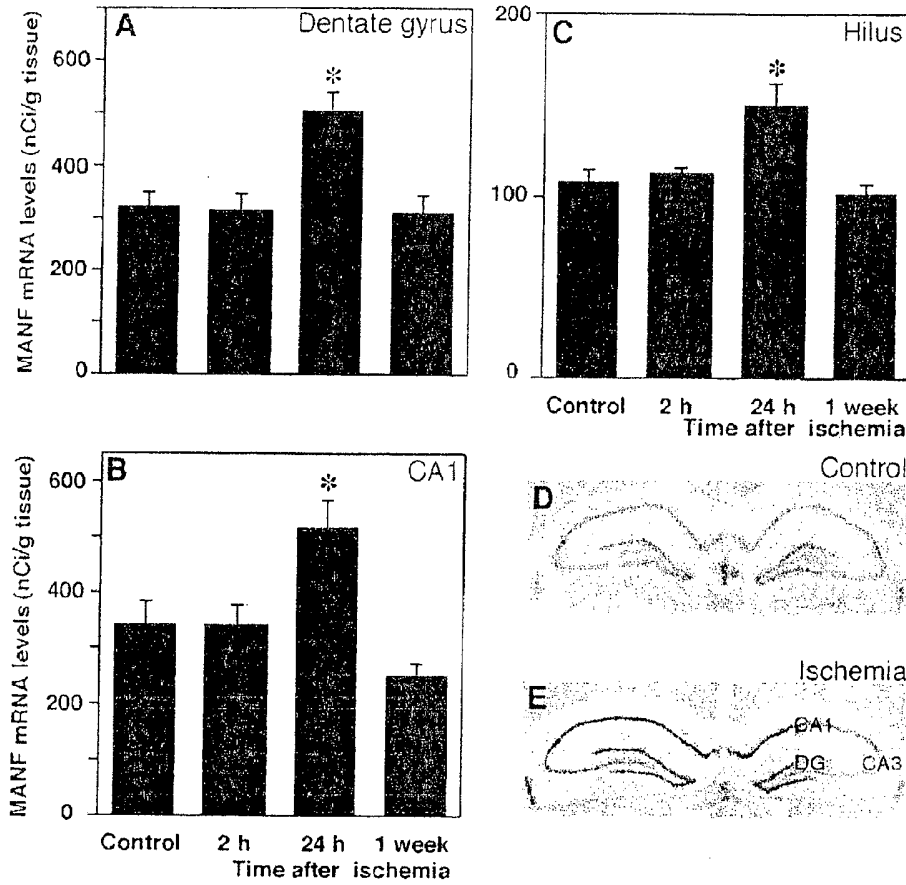 A
Dentate gyrus
MANF mRNA levels (nCi/g tissue)
600
400
200
0
*
B
CA1
MANF mRNA levels (nCi/g tissue)
600
400
200
0
*
Control 2 h 24 h 1 week
Time after ischemia
C
Hilus
200
100
0
*
Control 2 h 24 h 1 week
Time after ischemia
Control
D
Ischemia
E
CA1
DG CA3